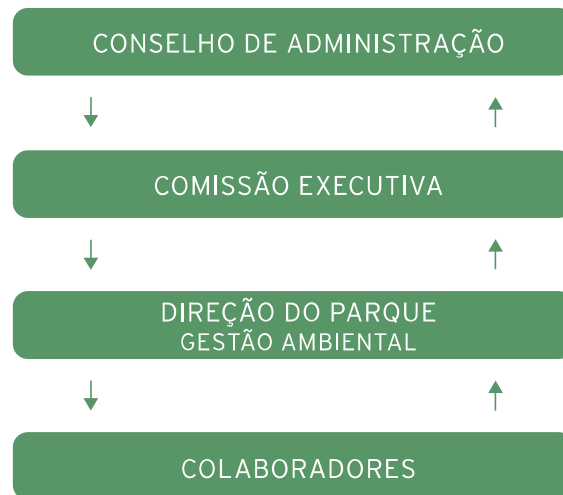 CONSELHO DE ADMINISTRAÇÃO
COMISSÃO EXECUTIVA
DIREÇÃO DO PARQUE
GESTÃO AMBIENTAL
COLABORADORES